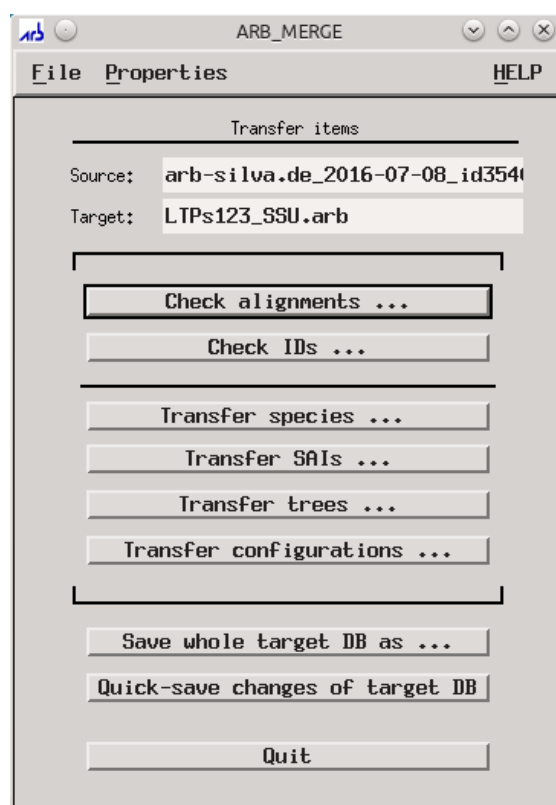 arb
ARB_MERGE
File Properties HELP
Transfer items
Source: arb-silva.de_2016-07-08_id354
Target: LTPs123_SSU.arb
Check alignments ...
Check IDs ...
Transfer species ...
Transfer SAIs ...
Transfer trees ...
Transfer configurations ...
Save whole target DB as ...
Quick-save changes of target DB
Quit